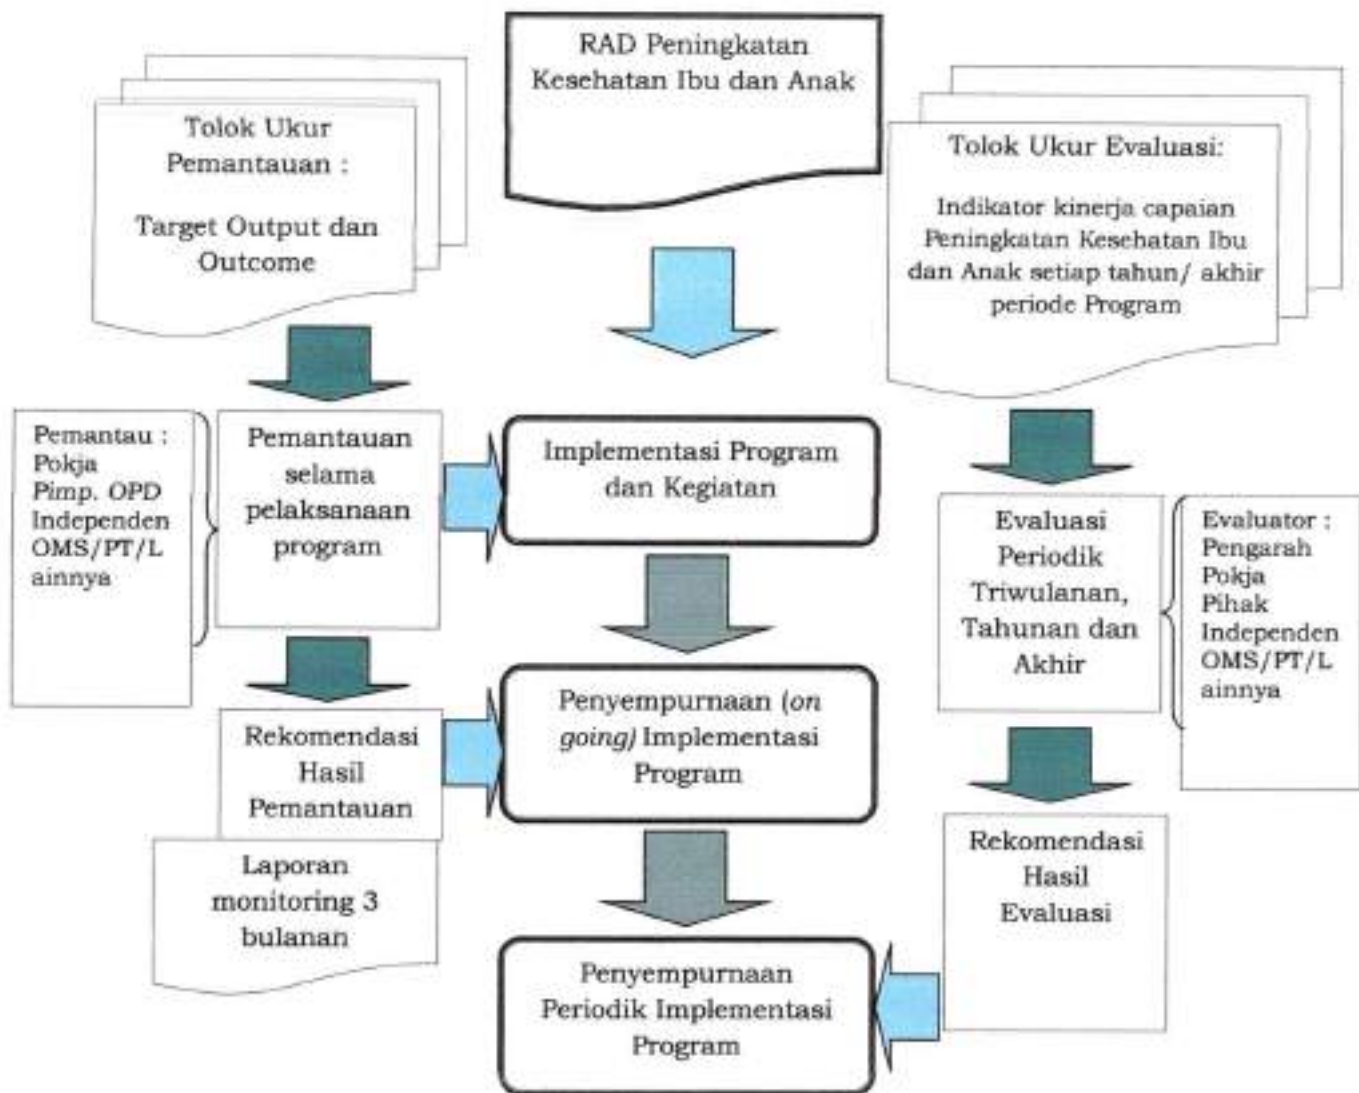 RAD Peningkatan
Kesehatan Ibu dan Anak
Tolok Ukur
Pemantauan :
Target Output dan
Outcome
Tolok Ukur Evaluasi:
Indikator kinerja capaian
Peningkatan Kesehatan Ibu
dan Anak setiap tahun/ akhir
periode Program
Pemantau :
Pokja
Pimp. OPD
Independen
OMS/PT/L
ainnya
Pemantauan
selama
pelaksanaan
program
Implementasi Program
dan Kegiatan
Evaluasi
Periodik
Triwulanan,
Tahunan dan
Akhir
Evaluator :
Pengarah
Pokja
Pihak
Independen
OMS/PT/L
ainnya
Rekomendasi
Hasil
Pemantauan
Penyempurnaan (on
going) Implementasi
Program
Laporan
monitoring 3
bulanan
Rekomendasi
Hasil
Evaluasi
Penyempurnaan
Periodik Implementasi
Program